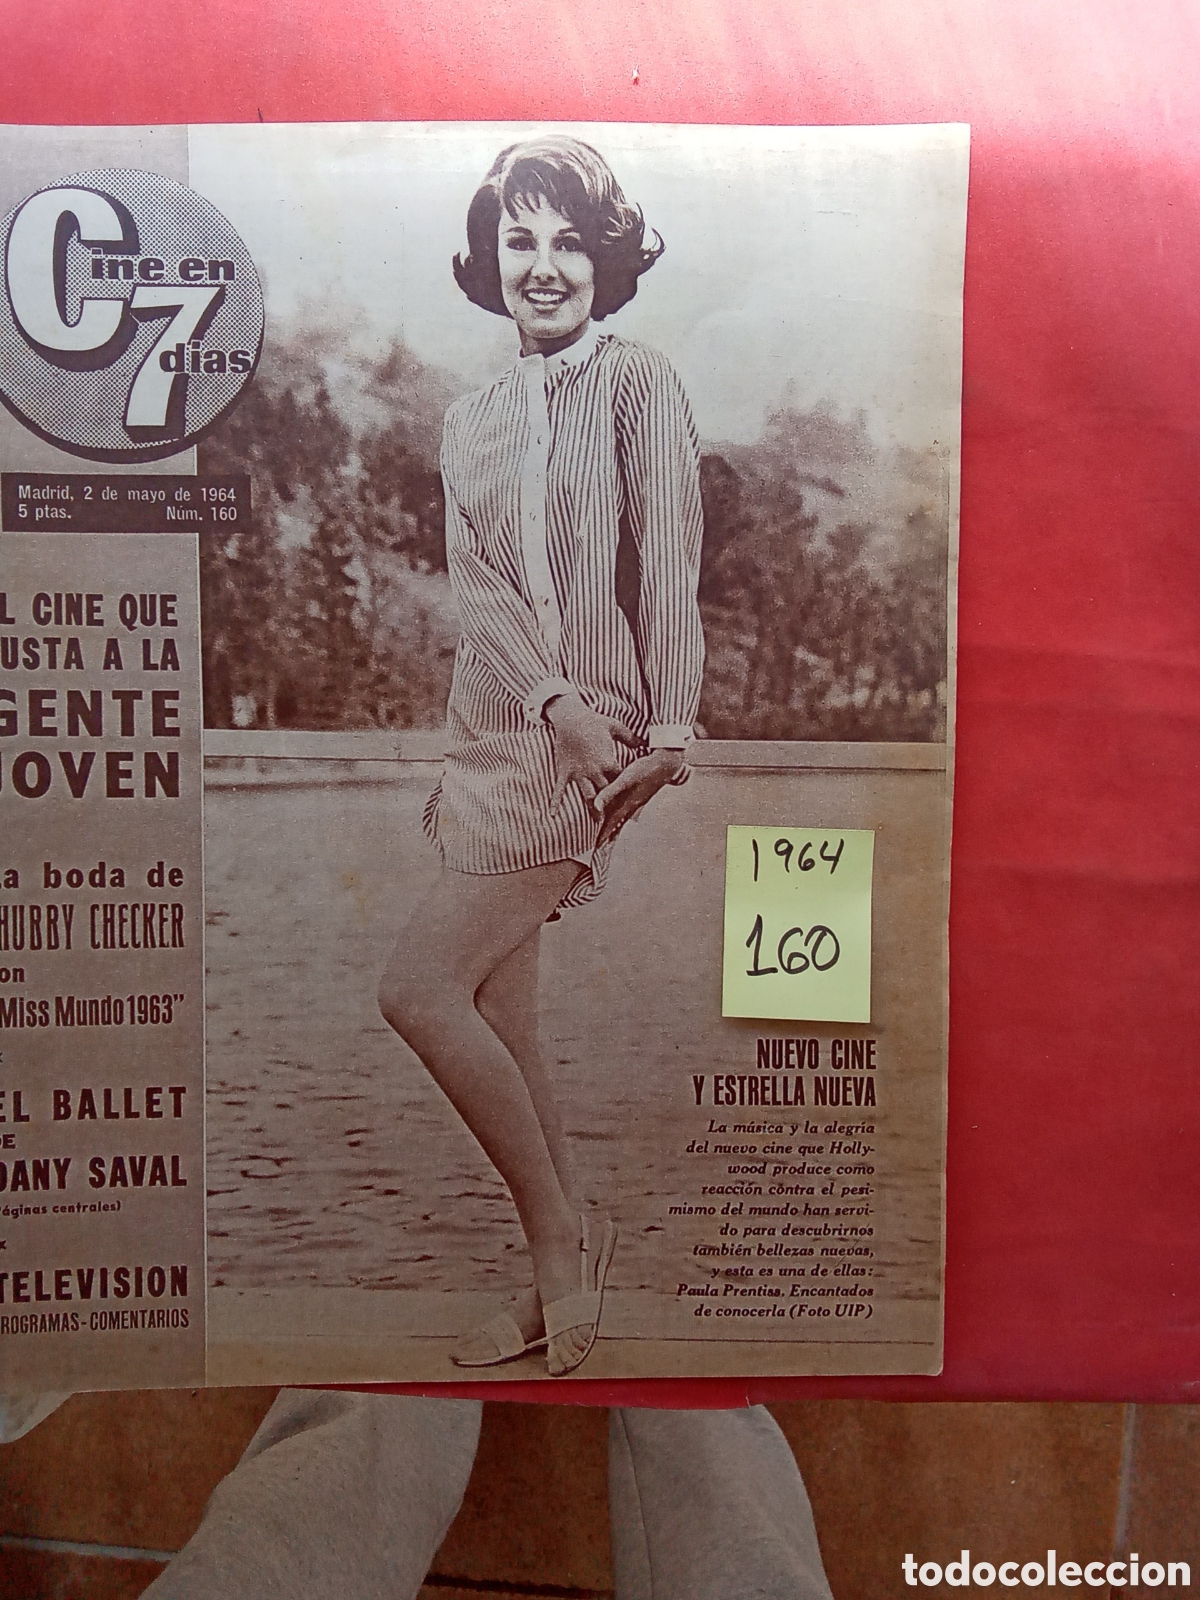 Cine en
7
dias
Madrid, 2 de mayo de 1964
5 ptas. Núm. 160
L CINE QUE
USTA A LA
GENTE
JOVEN
La boda de
HUBBY CHECKER
on
Miss Mundo 1963”
EL BALLET
DE
DANY SAVAL
Páginas centrales)
TELEVISION
ROGRAMAS - COMENTARIOS
1964
160
NUEVO CINE
Y ESTRELLA NUEVA
La música y la alegría
del nuevo cine que Holly-
wood produce como
reacción contra el pesi-
mismo del mundo han servi-
do para descubrirnos
también bellezas nuevas,
y esta es una de ellas:
Paula Prentiss. Encantados
de conocerla (Foto UIP)
todocoleccion